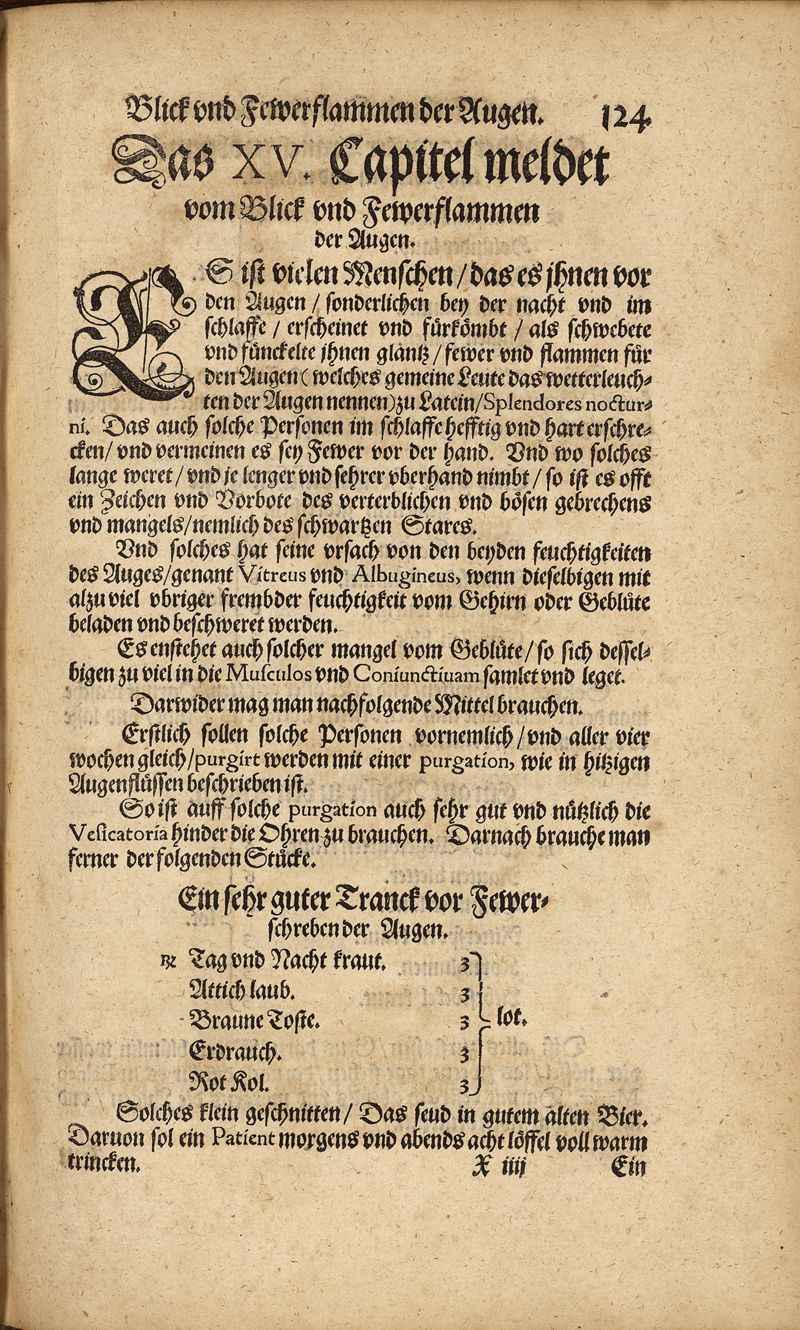 Blick vnd Fewerflammen der Augen. 124
Das XV. Capitel meldet
vom Blick vnd Fewerflammen
der Augen.
ES ist vielen Menschen / das es jhnen vor
den Augen / sonderlichen bey der nacht vnd im
schlaffe / erscheinet vnd fürkömbt / als schwebete
vnd fünckelte jhnen gläntz / fewer vnd flammen für
den Augen ( welches gemeine Leute das wetterleuch-
ten der Augen nennen) zu Latein / Splendores noctur-
ni. Das auch solche Personen im schlaffe hefftig vnd hart erschre-
cken / vnd vermeinen es sey Fewer vor der hand. Vnd wo solches
lange weret / vnd je lenger vnd sehrer vberhand nimbt / so ist es offt
ein Zeichen vnd Vorbote des verterblichen vnd bösen gebrechens
vnd mangels / nemlich des schwartzen Stares.
Vnd solches hat seine vrsach von den beyden feuchtigkeiten
des Auges / genant Vitreus vnd Albugineus, wenn dieselbigen mit
alzu viel vbriger frembder feuchtigkeit vom Gehirn oder Geblüte
beladen vnd beschweret werden.
Es enstehet auch solcher mangel vom Geblüte / so sich dessel-
bigen zu viel in die Musculos vnd Coniunctiuam samlet vnd leget.
Darwider mag man nachfolgende Mittel brauchen.
Erstlich sollen solche Personen vornemlich / vnd aller vier
wochen gleich / purgirt werden mit einer purgation, wie in hitzigen
Augenflüssen beschrieben ist.
So ist auff solche purgation auch sehr gut vnd nützlich die
Vesicatoria hinder die Ohren zu brauchen. Darnach brauche man
ferner der folgenden Stücke.
Ein sehr guter Tranck vor Fewer-
schreben der Augen.
℞ Tag vnd Nacht kraut. 3
Attich laub. 3
Braune Toste. 3 lot.
Erdrauch. 3
Rot Kol. 3
Solches klein geschnitten / Das seud in gutem alten Bier.
Daruon sol ein Patient morgens vnd abends acht löffel voll warm
trincken. X iiij Ein